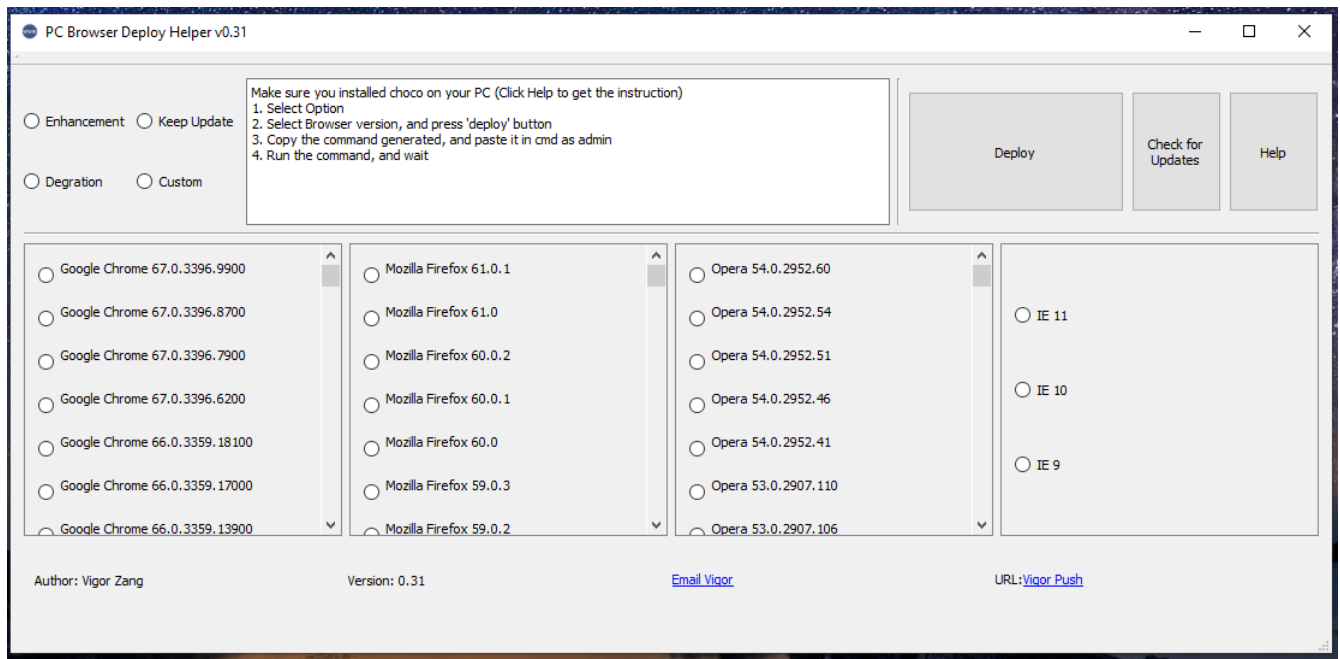 PC Browser Deploy Helper v0.31
Enhancement
Keep Update
Degration
Custom
Make sure you installed choco on your PC (Click Help to get the instruction)
1. Select Option
2. Select Browser version, and press 'deploy' button
3. Copy the command generated, and paste it in cmd as admin
4. Run the command, and wait
Deploy
Check for
Updates
Help
Google Chrome 67.0.3396.9900
Google Chrome 67.0.3396.8700
Google Chrome 67.0.3396.7900
Google Chrome 67.0.3396.6200
Google Chrome 66.0.3359.18100
Google Chrome 66.0.3359.17000
Google Chrome 66.0.3359.13900
Mozilla Firefox 61.0.1
Mozilla Firefox 61.0
Mozilla Firefox 60.0.2
Mozilla Firefox 60.0.1
Mozilla Firefox 60.0
Mozilla Firefox 59.0.3
Mozilla Firefox 59.0.2
Opera 54.0.2952.60
Opera 54.0.2952.54
Opera 54.0.2952.51
Opera 54.0.2952.46
Opera 54.0.2952.41
Opera 53.0.2907.110
Opera 53.0.2907.106
IE 11
IE 10
IE 9
Author: Vigor Zang
Version: 0.31
Email Vigor
URL:Vigor Push